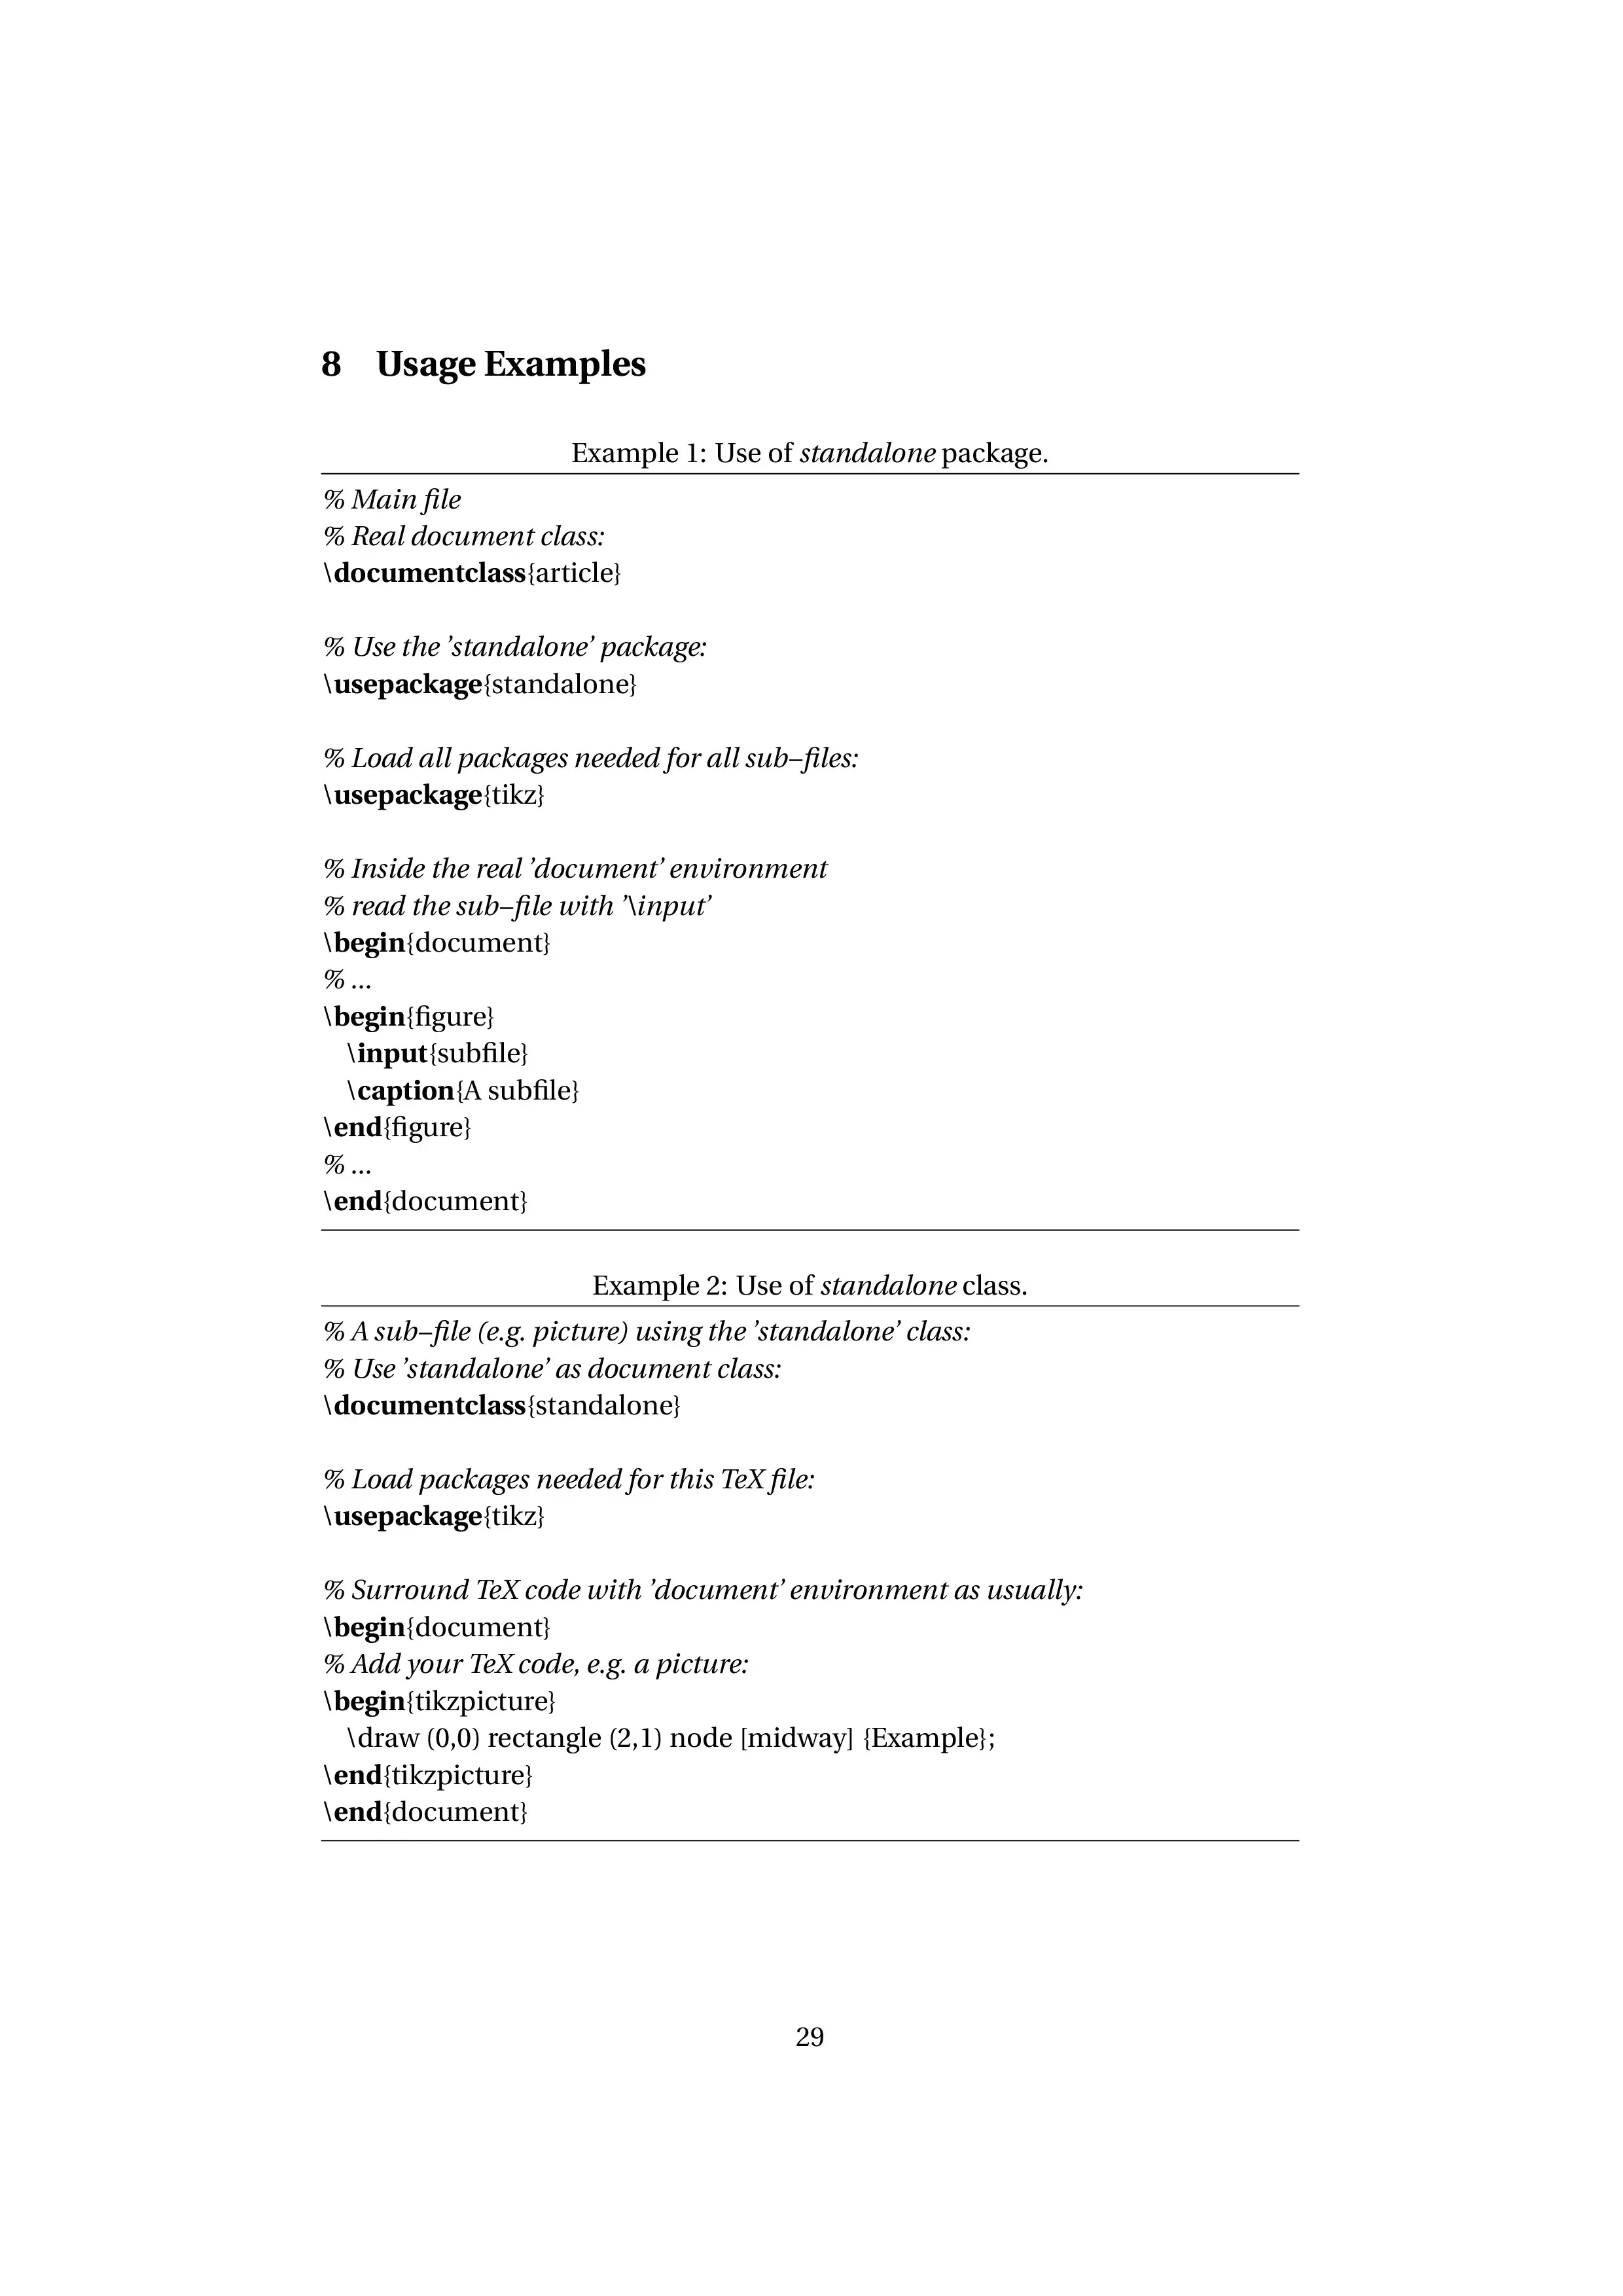 8 Usage Examples
Example 1: Use of standalone package.
% Main file
% Real document class:
\documentclass{article}
% Use the ’standalone’ package:
\usepackage{standalone}
% Load all packages needed for all sub–files:
\usepackage{tikz}
% Inside the real ’document’ environment
% read the sub–file with ’\input’
\begin{document}
% ...
\begin{figure}
\input{subfile}
\caption{A subfile}
\end{figure}
% ...
\end{document}
Example 2: Use of standalone class.
% A sub–file (e.g. picture) using the ’standalone’ class:
% Use ’standalone’ as document class:
\documentclass{standalone}
% Load packages needed for this TeX file:
\usepackage{tikz}
% Surround TeX code with ’document’ environment as usually:
\begin{document}
% Add your TeX code, e.g. a picture:
\begin{tikzpicture}
\draw (0,0) rectangle (2,1) node [midway] {Example};
\end{tikzpicture}
\end{document}
29